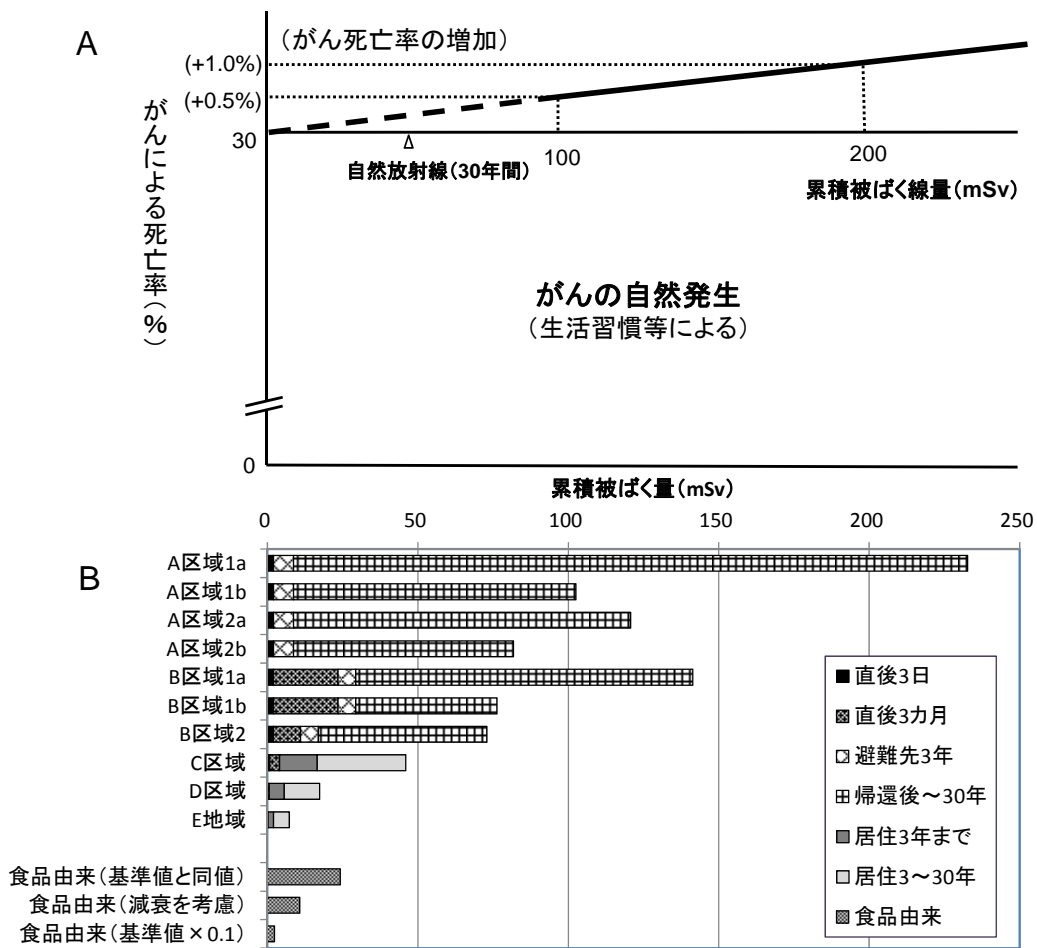 A
(がん死亡率の増加)
(+1.0%)
(+0.5%)
がんによる死亡率(%)
30
自然放射線(30年間)
100
200
累積被ばく線量(mSv)
がんの自然発生
(生活習慣等による)
0
累積被ばく量(mSv)
0 50 100 150 200 250
B
A区域1a
A区域1b
A区域2a
A区域2b
B区域1a
B区域1b
B区域2
C区域
D区域
E地域
食品由来(基準値と同値)
食品由来(減衰を考慮)
食品由来(基準値×0.1)
直後3日
直後3カ月
避難先3年
帰還後~30年
居住3年まで
居住3~30年
食品由来